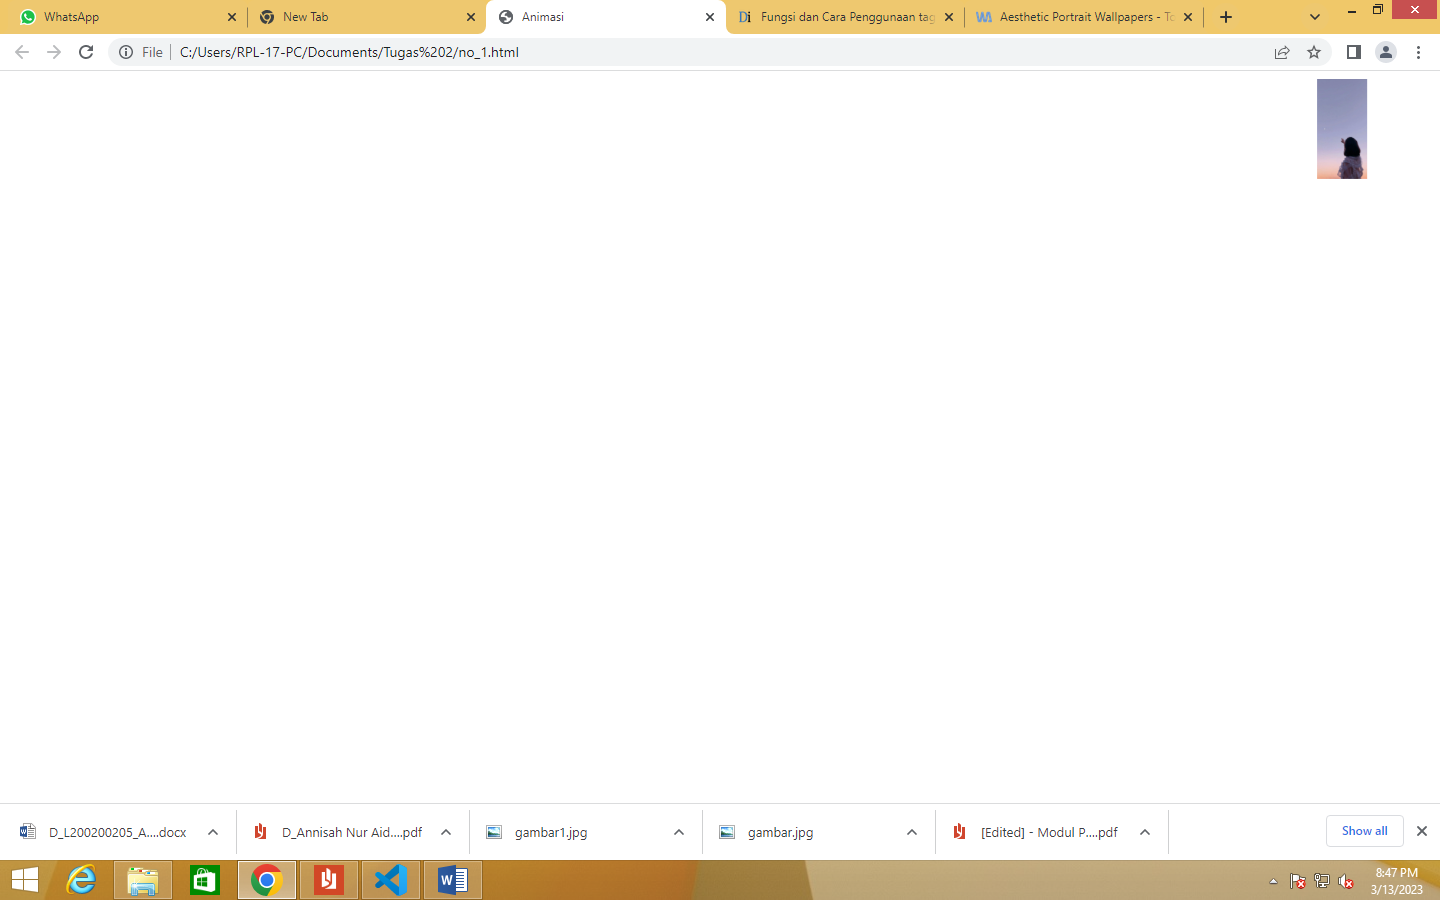 WhatsApp
New Tab
Animasi
Fungsi dan Cara Penggunaan tag
Aesthetic Portrait Wallpapers - To
File
C:/Users/RPL-17-PC/Documents/Tugas%202/no_1.html
D_L200200205_A....docx
D_Annisah Nur Aid....pdf
gambar1.jpg
gambar.jpg
[Edited] - Modul P....pdf
Show all
8:47 PM
3/13/2023